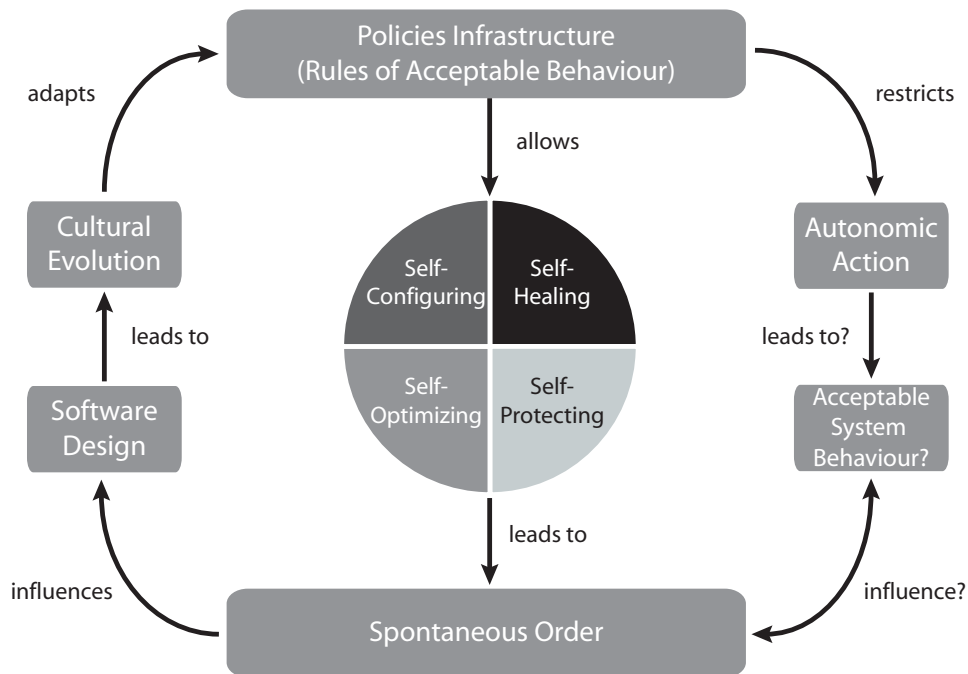 Policies Infrastructure
(Rules of Acceptable Behaviour)
adapts
restricts
allows
Cultural
Evolution
Autonomic
Action
Self-
Configuring
Self-
Healing
leads to
leads to?
Self-
Optimizing
Self-
Protecting
Software
Design
Acceptable
System
Behaviour?
leads to
influences
influence?
Spontaneous Order